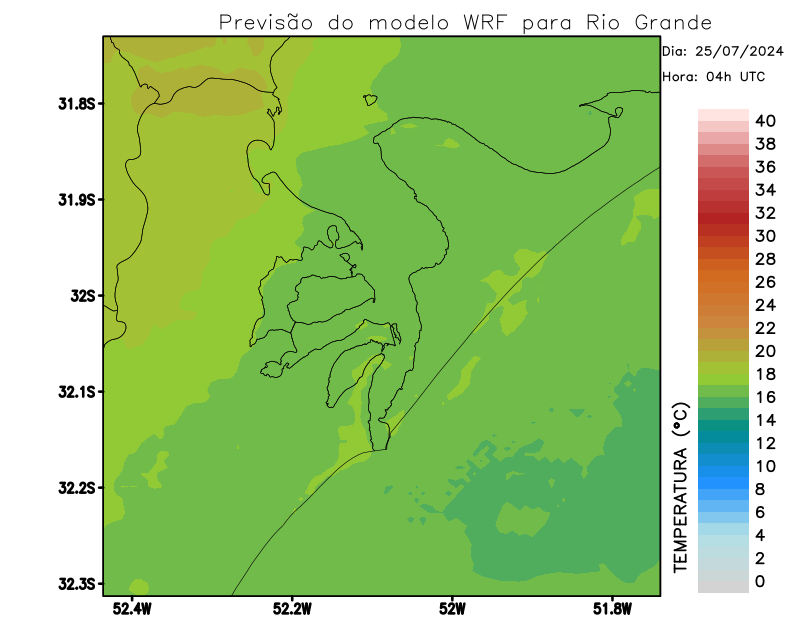 Previsão do modelo WRF para Rio Grande
Dia: 25/07/2024
Hora: 04h UTC
31.8S
31.9S
32S
32.1S
32.2S
32.3S
52.4W
52.2W
52W
51.8W
TEMPERATURA (°C)
40
38
36
34
32
30
28
26
24
22
20
18
16
14
12
10
8
6
4
2
0